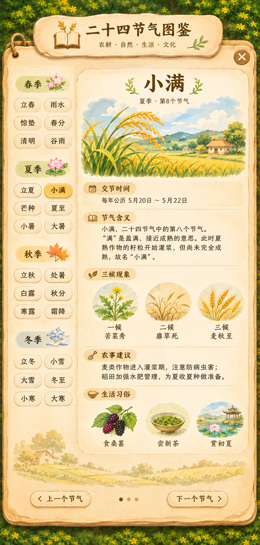 二十四节气图鉴
农耕·自然·生活·文化
春季
立春 雨水
惊蛰 春分
清明 谷雨
夏季
立夏 小满
芒种 夏至
小暑 大暑
秋季
立秋 处暑
白露 秋分
寒露 霜降
冬季
立冬 小雪
大雪 冬至
小寒 大寒
小满
夏季·第8个节气
交节时间
每年公历 5月20日 ~ 5月22日
节气含义
小满,二十四节气中的第八个节气。
“满”是盈满、接近成熟的意思。此时夏
熟作物的籽粒开始灌浆,但尚未完全成
熟,故名“小满”。
三候现象
一候
苦菜秀
二候
靡草死
三候
麦秋至
农事建议
麦类作物进入灌浆期,注意防病虫害;
稻田加强水肥管理,为夏收夏种做准备。
生活习俗
食桑葚
尝新茶
赏初夏
上一个节气
下一个节气